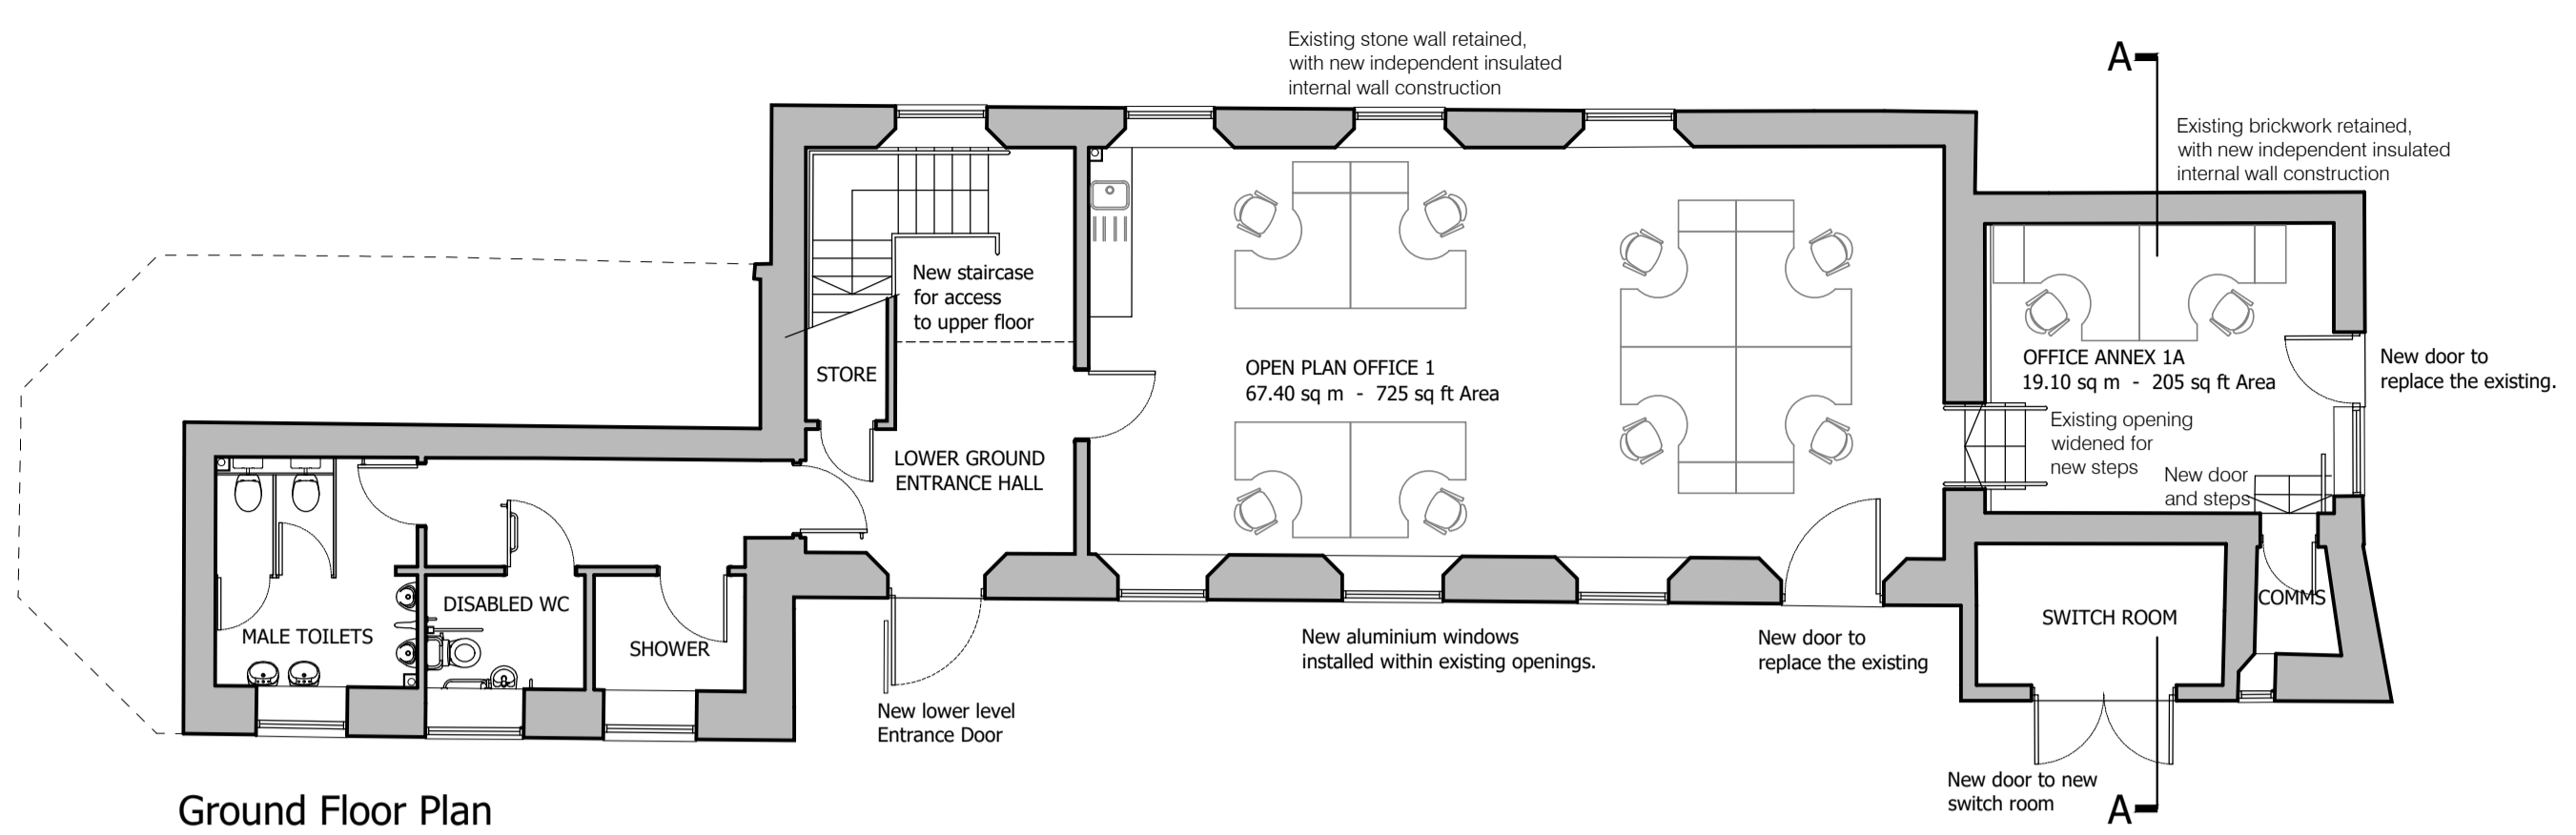 Existing stone wall retained,
with new independent insulated
internal wall construction
A
Existing brickwork retained,
with new independent insulated
internal wall construction
New staircase
for access
to upper floor
STORE
OPEN PLAN OFFICE 1
67.40 sq m - 725 sq ft Area
OFFICE ANNEX 1A
19.10 sq m - 205 sq ft Area
New door to
replace the existing.
Existing opening
widened for
new steps
New door
and steps
LOWER GROUND
ENTRANCE HALL
MALE TOILETS
DISABLED WC
SHOWER
COMMS
SWITCH ROOM
New aluminium windows
installed within existing openings.
New door to
replace the existing
New lower level
Entrance Door
New door to new
switch room
A
Ground Floor Plan